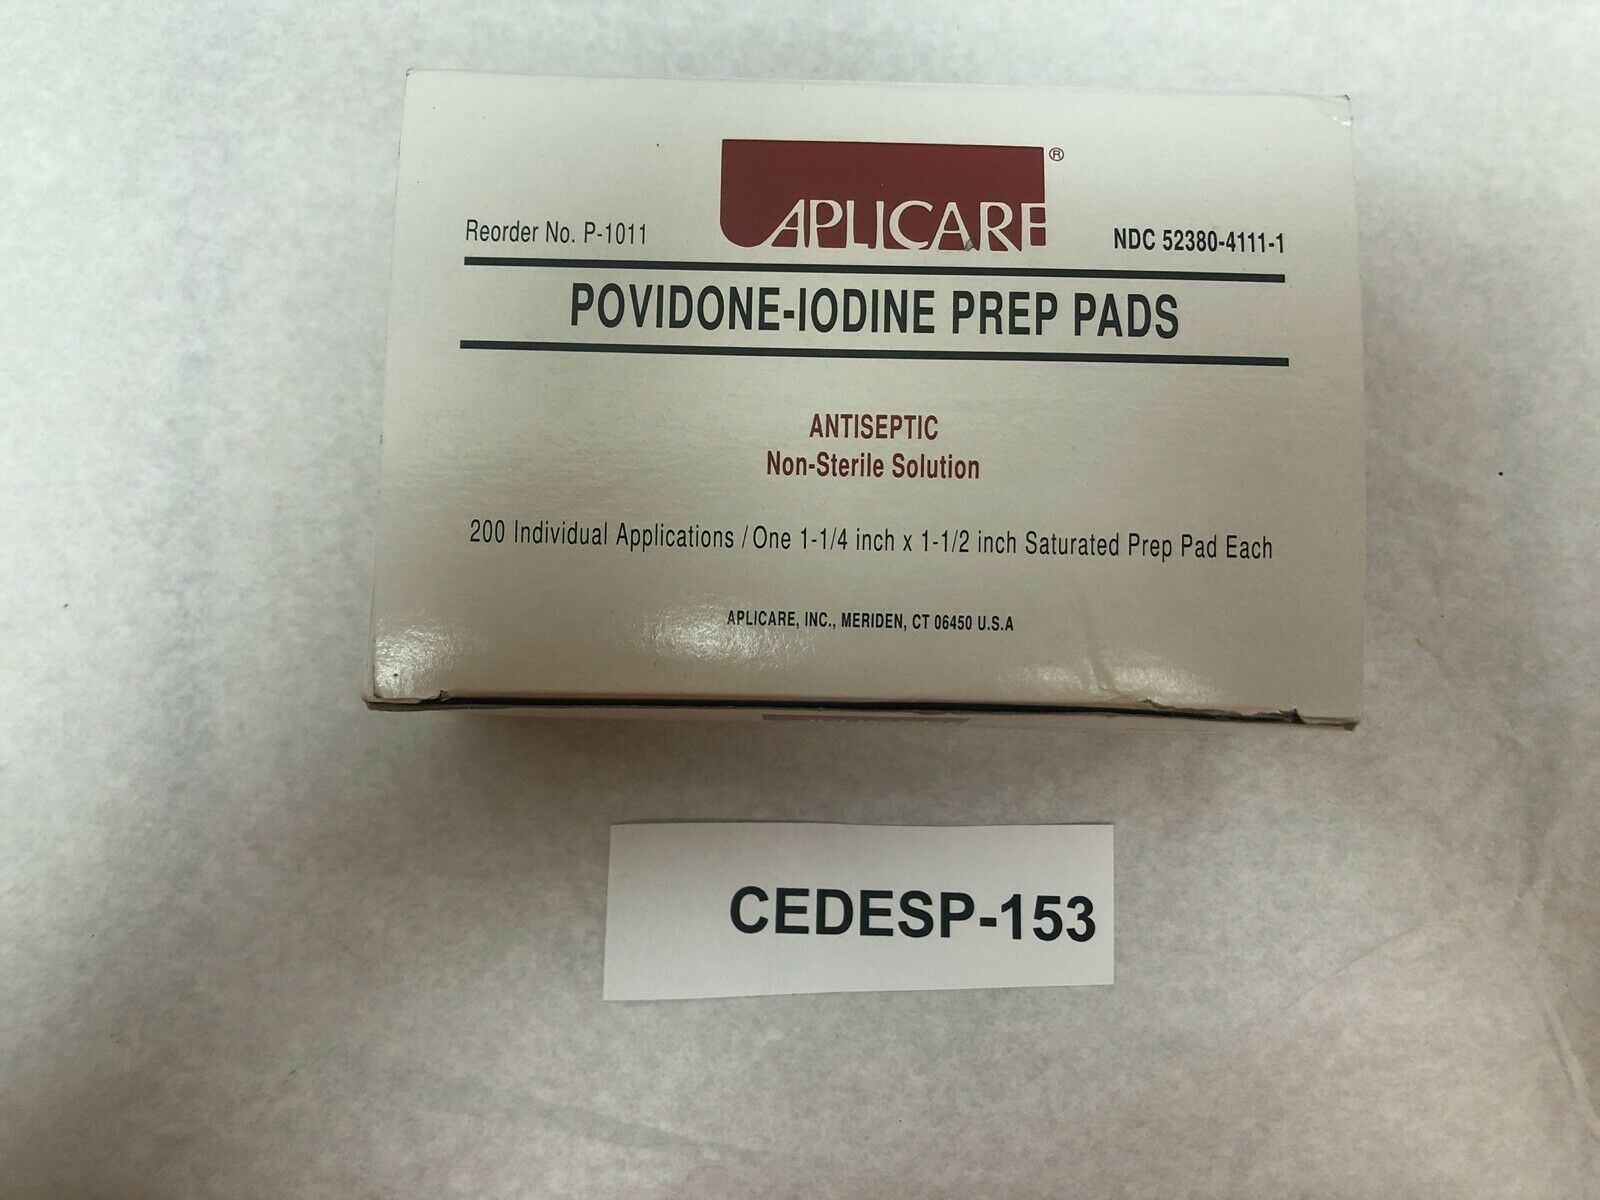 APLICARE®
Reorder No. P-1011
NDC 52380-4111-1
POVIDONE-IODINE PREP PADS
ANTISEPTIC
Non-Sterile Solution
200 Individual Applications / One 1-1/4 inch x 1-1/2 inch Saturated Prep Pad Each
APLICARE, INC., MERIDEN, CT 06450 U.S.A
CEDESP-153